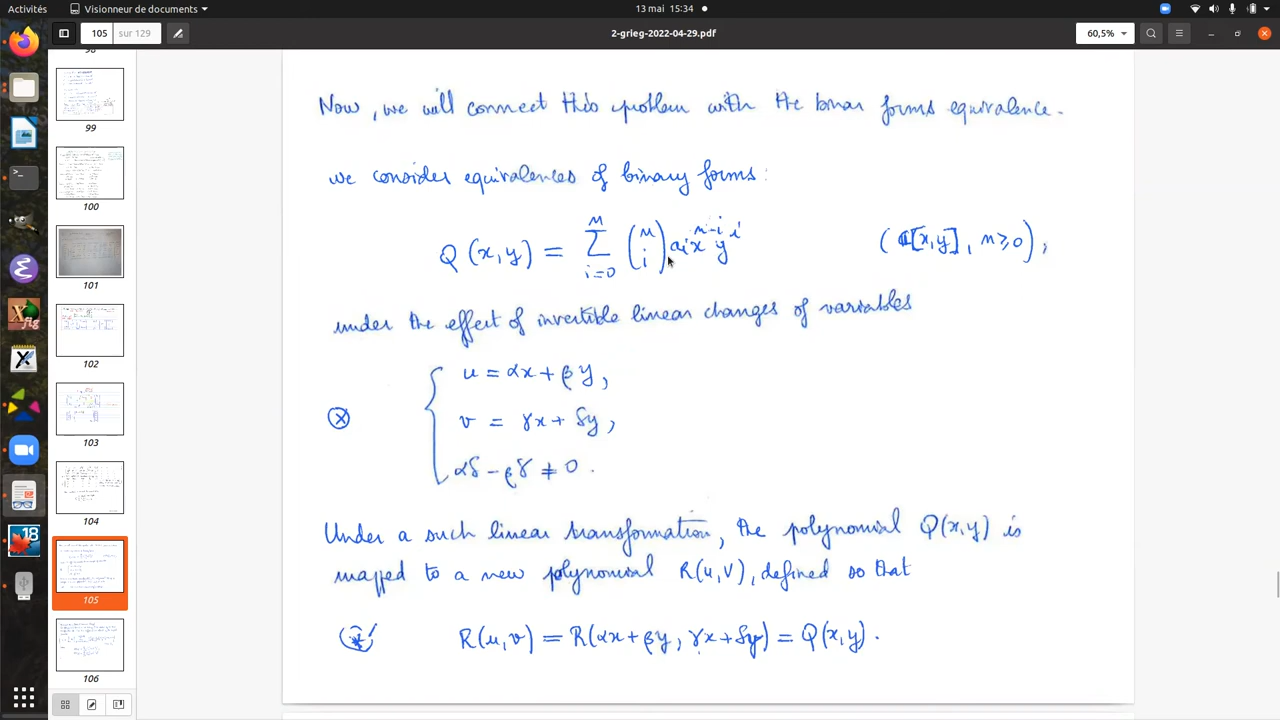 Activités
Visionneur de documents
13 mai 15:34
105 sur 129
2-grieg-2022-04-29.pdf
60,5%
98
99
100
101
102
103
104
105
106
Now, we will connect this problem with the binar forms equivalence.
we consider equivalences of binary forms:
Q(x,y) = ∑_{i=0}^{n} (n i) a_i x^{n-i} y^i (ℂ[x,y], n ≥ 0),
under the effect of invertible linear changes of variables
u = αx + βy,
(*) v = γx + δy,
αδ - βγ ≠ 0.
Under a such linear transformation, the polynomial Q(x,y) is
mapped to a new polynomial R(u,v), defined so that
R(u,v) = R(αx + βy, γx + δy) = Q(x,y).